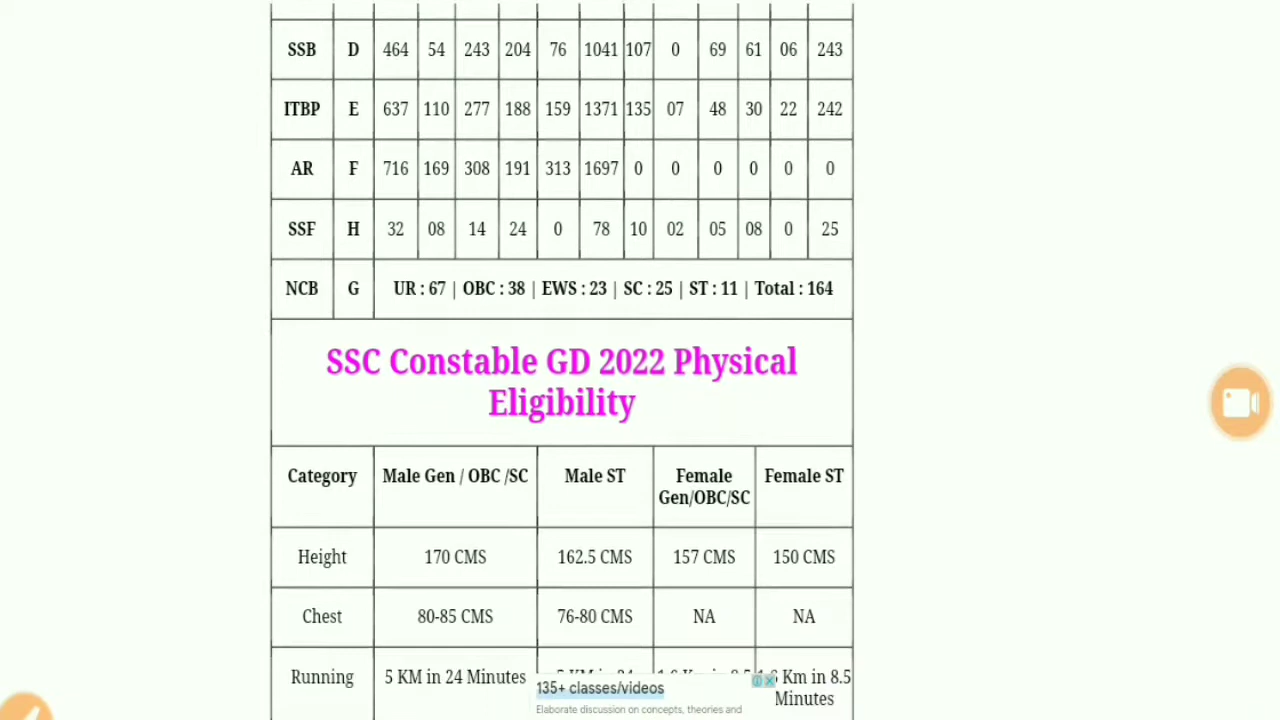 SSB D 464 54 243 204 76 1041 107 0 69 61 06 243
ITBP E 637 110 277 188 159 1371 135 07 48 30 22 242
AR F 716 169 308 191 313 1697 0 0 0 0 0 0
SSF H 32 08 14 24 0 78 10 02 05 08 0 25
NCB G UR : 67 | OBC : 38 | EWS : 23 | SC : 25 | ST : 11 | Total : 164
SSC Constable GD 2022 Physical
Eligibility
Category Male Gen / OBC /SC Male ST Female Gen/OBC/SC Female ST
Height 170 CMS 162.5 CMS 157 CMS 150 CMS
Chest 80-85 CMS 76-80 CMS NA NA
Running 5 KM in 24 Minutes Km in 8.5
Minutes
135+ classes/videos
Elaborate discussion on concepts, theories and